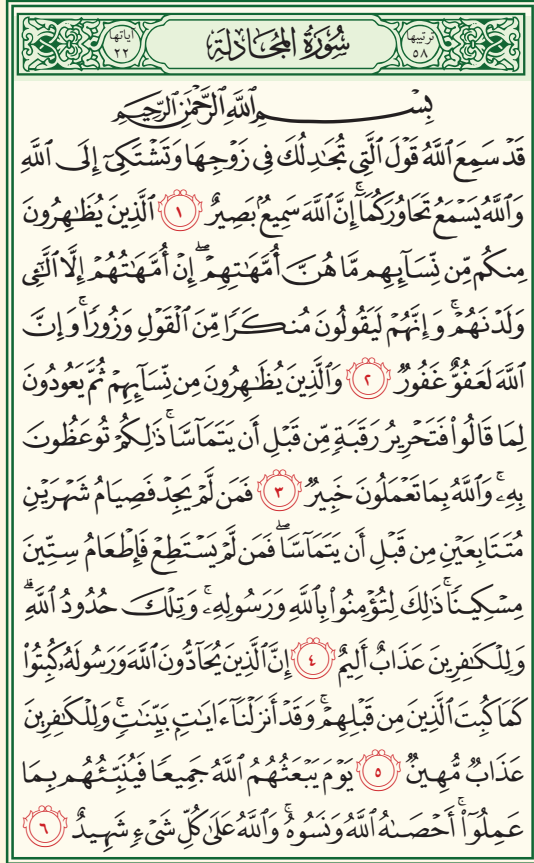 ترتيبها ٥٨ سُورَةُ المُجَادلَة آياتها ٢٢
بِسْمِ ٱللَّهِ ٱلرَّحْمَٰنِ ٱلرَّحِيمِ
قَدْ سَمِعَ ٱللَّهُ قَوْلَ ٱلَّتِي تُجَٰدِلُكَ فِي زَوْجِهَا وَتَشْتَكِيٓ إِلَى ٱللَّهِ
وَٱللَّهُ يَسْمَعُ تَحَاوُرَكُمَآۚ إِنَّ ٱللَّهَ سَمِيعُۢ بَصِيرٌ ١ ٱلَّذِينَ يُظَٰهِرُونَ
مِنكُم مِّن نِّسَآئِهِم مَّا هُنَّ أُمَّهَٰتِهِمْۖ إِنْ أُمَّهَٰتُهُمْ إِلَّا ٱلَّٰٓـِٔي
وَلَدْنَهُمْۚ وَإِنَّهُمْ لَيَقُولُونَ مُنكَرًا مِّنَ ٱلْقَوْلِ وَزُورًاۚ وَإِنَّ
ٱللَّهَ لَعَفُوٌّ غَفُورٌ ٢ وَٱلَّذِينَ يُظَٰهِرُونَ مِن نِّسَآئِهِمْ ثُمَّ يَعُودُونَ
لِمَا قَالُواْ فَتَحْرِيرُ رَقَبَةٍ مِّن قَبْلِ أَن يَتَمَآسَّاۚ ذَٰلِكُمْ تُوعَظُونَ
بِهِۦۚ وَٱللَّهُ بِمَا تَعْمَلُونَ خَبِيرٌ ٣ فَمَن لَّمْ يَجِدْ فَصِيَامُ شَهْرَيْنِ
مُتَتَابِعَيْنِ مِن قَبْلِ أَن يَتَمَآسَّاۖ فَمَن لَّمْ يَسْتَطِعْ فَإِطْعَامُ سِتِّينَ
مِسْكِينًاۚ ذَٰلِكَ لِتُؤْمِنُواْ بِٱللَّهِ وَرَسُولِهِۦۚ وَتِلْكَ حُدُودُ ٱللَّهِۗ
وَلِلْكَٰفِرِينَ عَذَابٌ أَلِيمٌ ٤ إِنَّ ٱلَّذِينَ يُحَآدُّونَ ٱللَّهَ وَرَسُولَهُۥ كُبِتُواْ
كَمَا كُبِتَ ٱلَّذِينَ مِن قَبْلِهِمْۚ وَقَدْ أَنزَلْنَآ ءَايَٰتِۭ بَيِّنَٰتٍۚ وَلِلْكَٰفِرِينَ
عَذَابٌ مُّهِينٌ ٥ يَوْمَ يَبْعَثُهُمُ ٱللَّهُ جَمِيعًا فَيُنَبِّئُهُم بِمَا
عَمِلُوٓاْۚ أَحْصَىٰهُ ٱللَّهُ وَنَسُوهُۚ وَٱللَّهُ عَلَىٰ كُلِّ شَيْءٍ شَهِيدٌ ٦